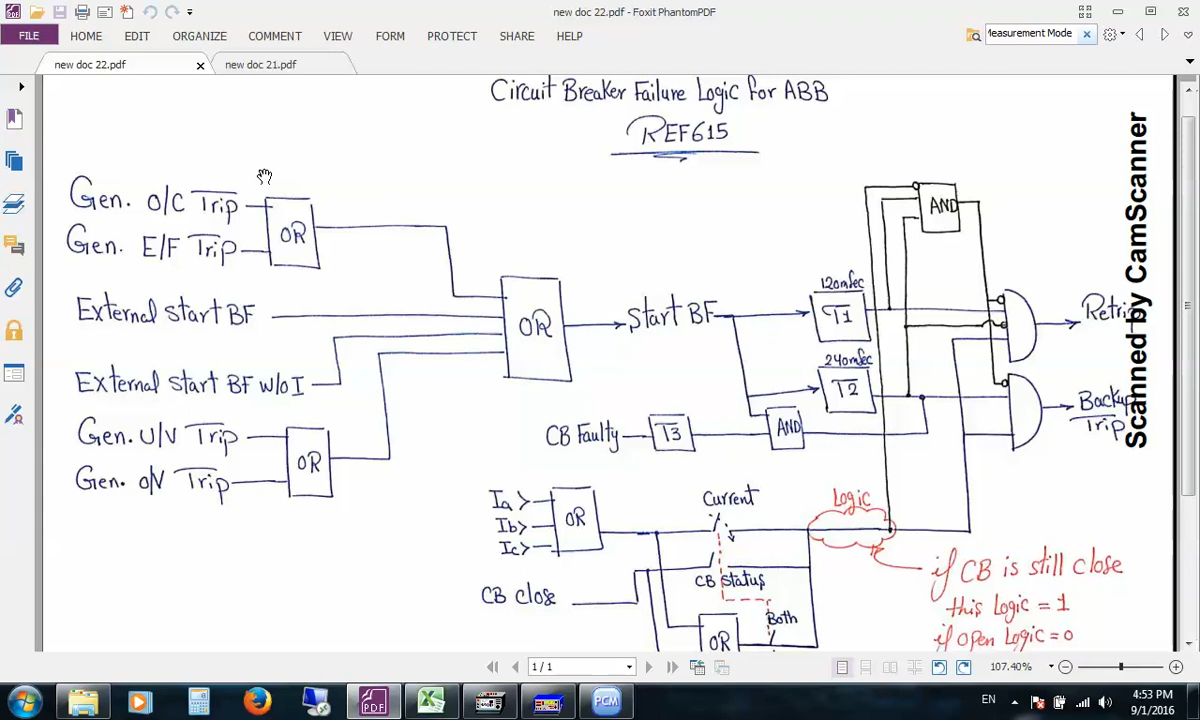 new doc 22.pdf - Foxit PhantomPDF
FILE HOME EDIT ORGANIZE COMMENT VIEW FORM PROTECT SHARE HELP
Measurement Mode
new doc 22.pdf
new doc 21.pdf
Circuit Breaker Failure Logic for ABB
REF615
Gen. O/C Trip
Gen. E/F Trip
OR
External start BF
External start BF w/o I
Gen. U/V Trip
Gen. O/V Trip
OR
OR
Start BF
120msec
T1
240msec
T2
CB Faulty
T3
AND
AND
Retrip
Backup
Trip
Ia>
Ib>
Ic>
OR
Current
CB status
CB close
Both
OR
Logic
if CB is still close
this Logic = 1
if open Logic = 0
Scanned by CamScanner
1 / 1
107.40%
PDF
PCM
EN
4:53 PM
9/1/2016